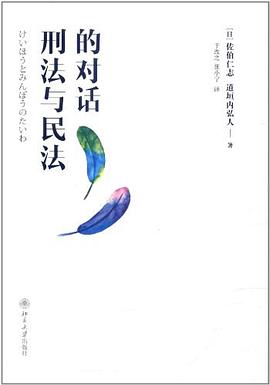 刑法与民法
的对话
けいほうとみんぽうのたいわ
[日] 佐伯仁志 道垣内弘人——著
于改之 张小宁 译
北京大学出版社